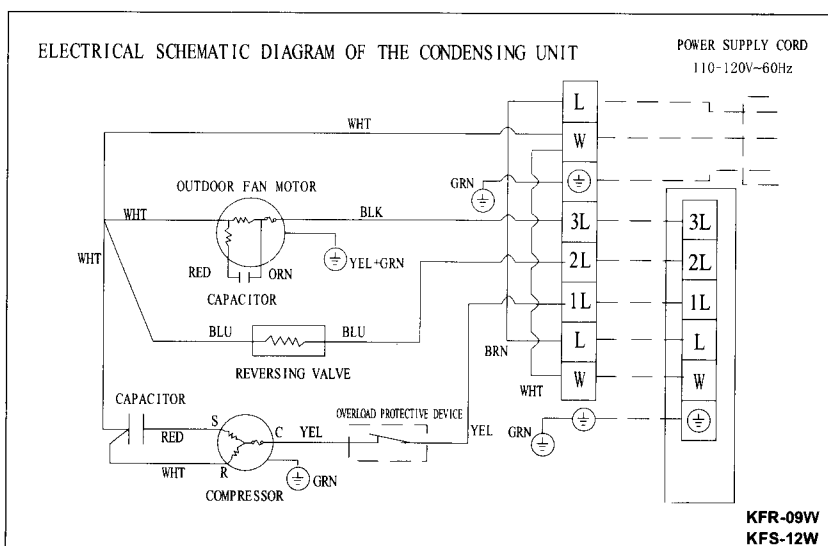 ELECTRICAL SCHEMATIC DIAGRAM OF THE CONDENSING UNIT
POWER SUPPLY CORD
110-120V~60Hz
L
WHT
W
OUTDOOR FAN MOTOR
GRN
WHT
BLK
3L
3L
WHT
YEL+GRN
2L
2L
RED
ORN
CAPACITOR
1L
1L
BLU
BLU
BRN
L
L
REVERSING VALVE
WHT
W
W
CAPACITOR
S
OVERLOAD PROTECTIVE DEVICE
RED
C
YEL
YEL
GRN
WHT
R
GRN
COMPRESSOR
KFR-09W
KFS-12W